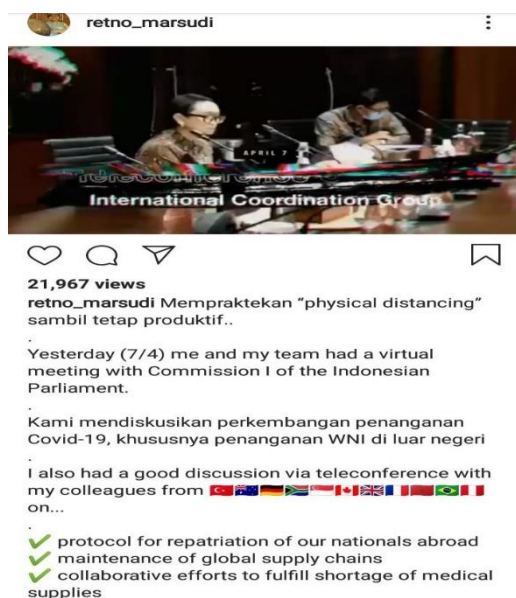 retno_marsudi
APRIL 7
Teleconference
International Coordination Group
21,967 views
retno_marsudi Mempraktekan “physical distancing”
sambil tetap produktif..
.
Yesterday (7/4) me and my team had a virtual
meeting with Commission I of the Indonesian
Parliament.
.
Kami mendiskusikan perkembangan penanganan
Covid-19, khususnya penanganan WNI di luar negeri
.
I also had a good discussion via teleconference with
my colleagues from 🇹🇷🇦🇺🇩🇪🇿🇦🇸🇬🇨🇦🇬🇧🇫🇷🇲🇦🇧🇷🇵🇪
on...
.
✔ protocol for repatriation of our nationals abroad
✔ maintenance of global supply chains
✔ collaborative efforts to fulfill shortage of medical
supplies